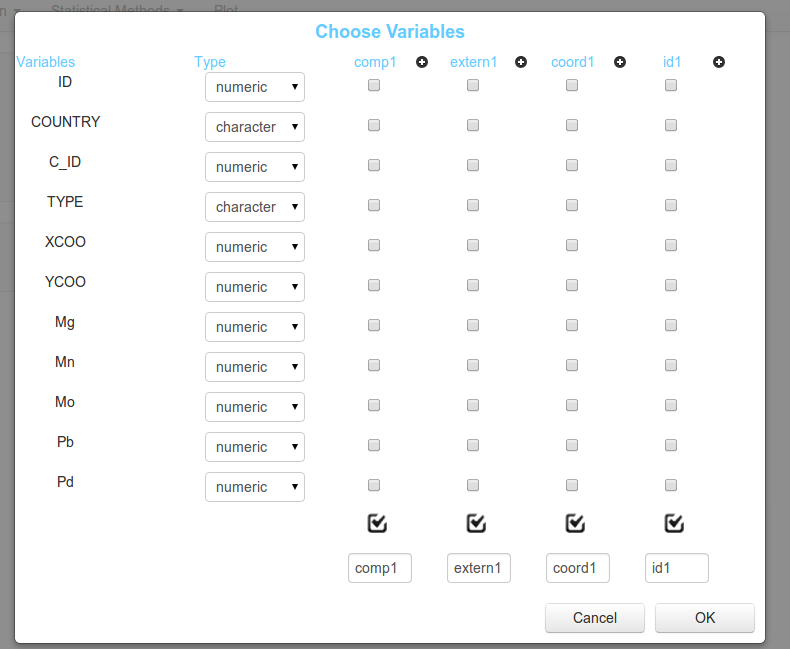 n Statistical Methods Plot
Choose Variables
Variables Type comp1 extern1 coord1 id1
ID numeric
COUNTRY character
C_ID numeric
TYPE character
XCOO numeric
YCOO numeric
Mg numeric
Mn numeric
Mo numeric
Pb numeric
Pd numeric
comp1 extern1 coord1 id1
Cancel OK